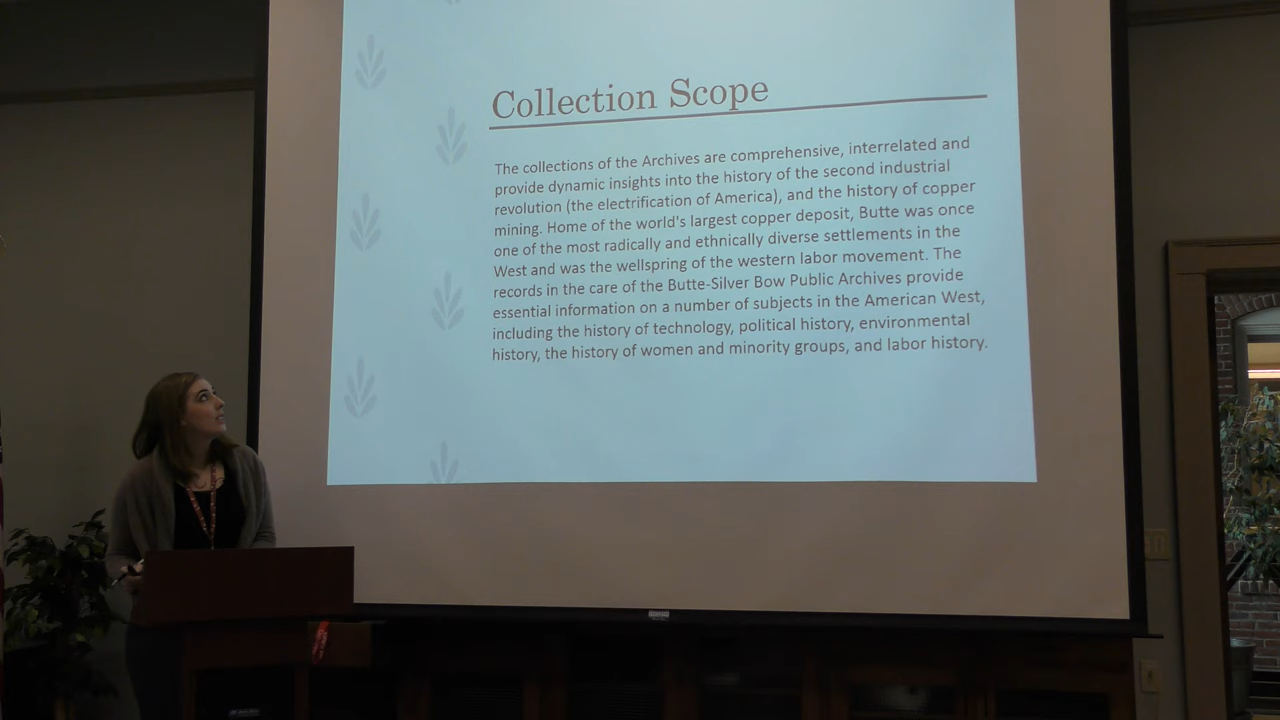 Collection Scope
The collections of the Archives are comprehensive, interrelated and
provide dynamic insights into the history of the second industrial
revolution (the electrification of America), and the history of copper
mining. Home of the world's largest copper deposit, Butte was once
one of the most radically and ethnically diverse settlements in the
West and was the wellspring of the western labor movement. The
records in the care of the Butte-Silver Bow Public Archives provide
essential information on a number of subjects in the American West,
including the history of technology, political history, environmental
history, the history of women and minority groups, and labor history.